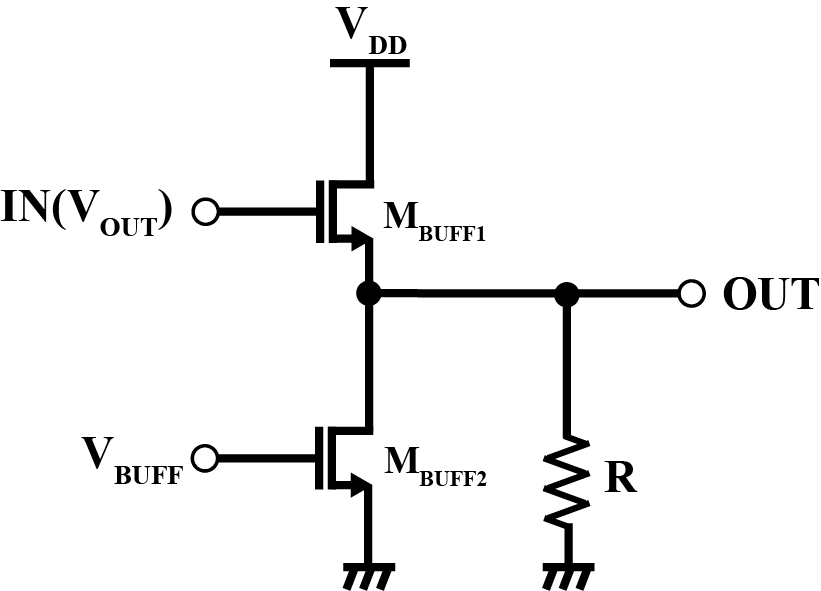 VDD
IN(VOUT)
MBUFF1
OUT
VBUFF
MBUFF2
R